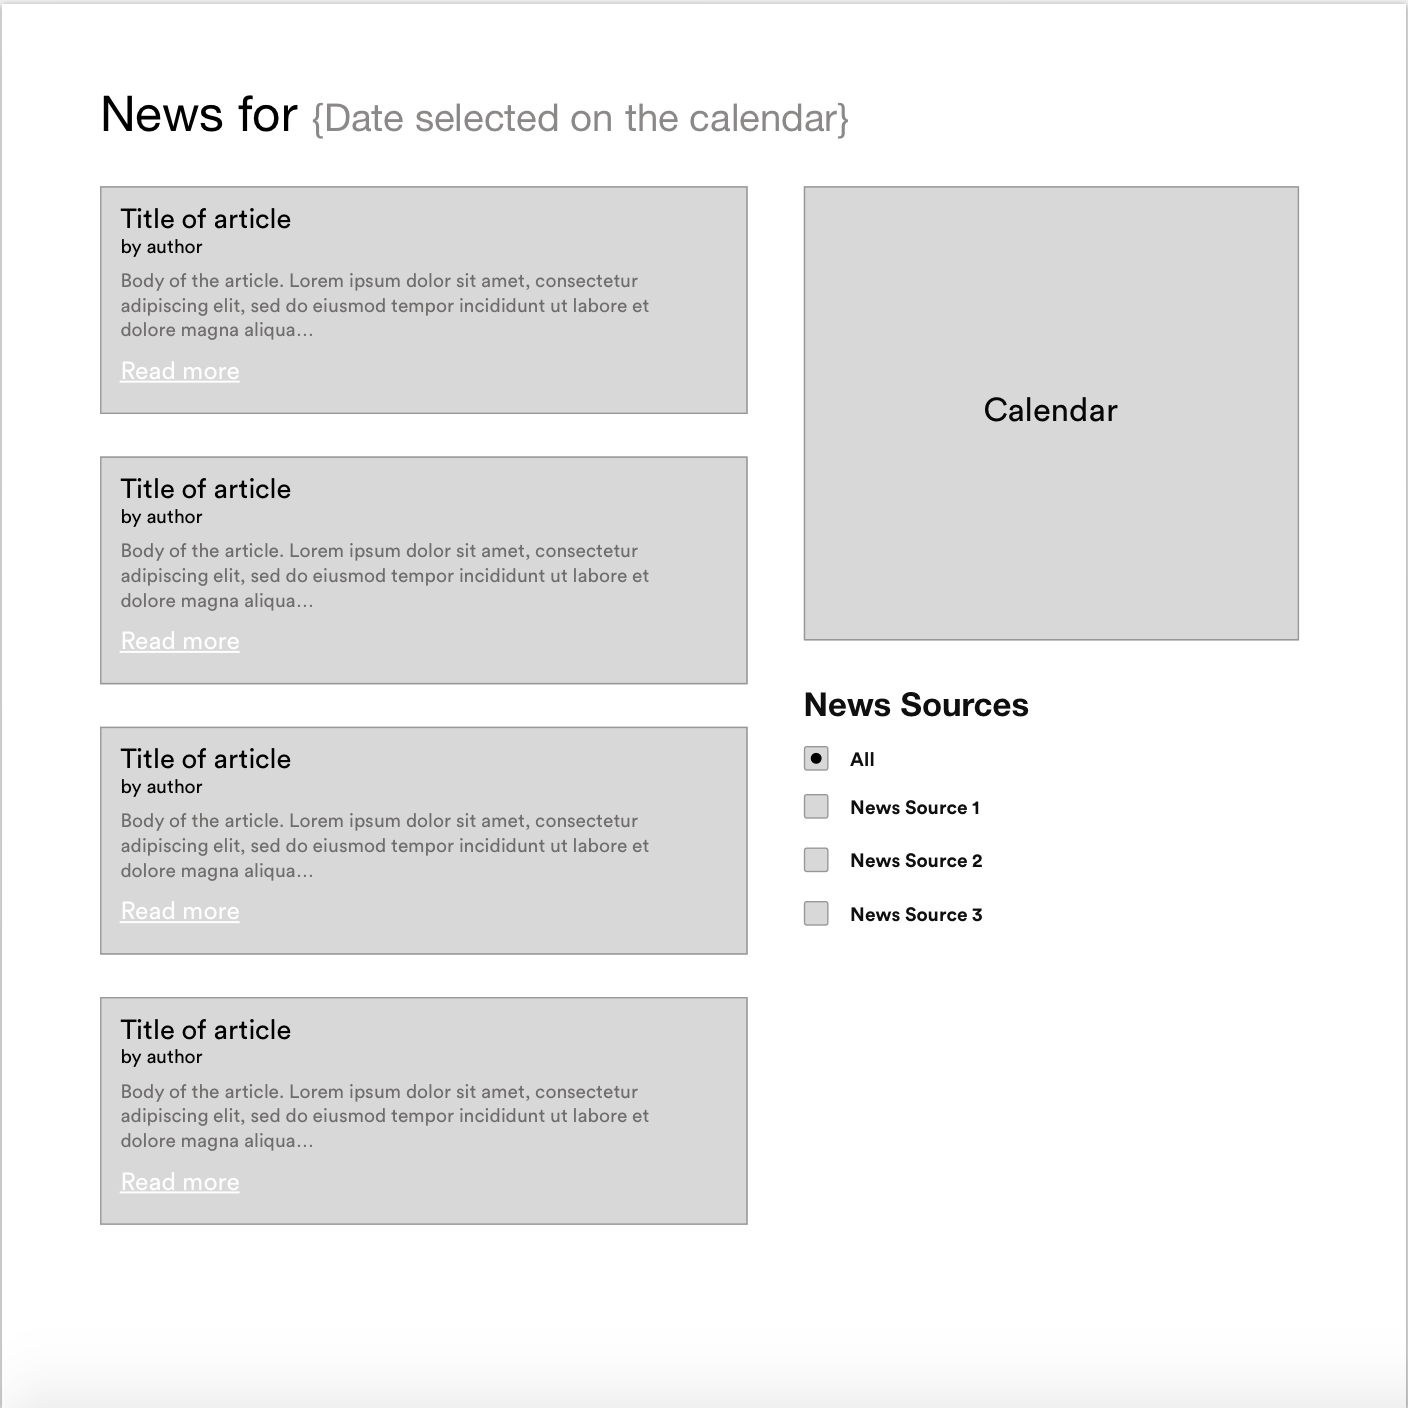 News for {Date selected on the calendar}
Title of article
by author
Body of the article. Lorem ipsum dolor sit amet, consectetur
adipiscing elit, sed do eiusmod tempor incididunt ut labore et
dolore magna aliqua…
Read more
Title of article
by author
Body of the article. Lorem ipsum dolor sit amet, consectetur
adipiscing elit, sed do eiusmod tempor incididunt ut labore et
dolore magna aliqua…
Read more
Title of article
by author
Body of the article. Lorem ipsum dolor sit amet, consectetur
adipiscing elit, sed do eiusmod tempor incididunt ut labore et
dolore magna aliqua…
Read more
Title of article
by author
Body of the article. Lorem ipsum dolor sit amet, consectetur
adipiscing elit, sed do eiusmod tempor incididunt ut labore et
dolore magna aliqua…
Read more
Calendar
News Sources
All
News Source 1
News Source 2
News Source 3